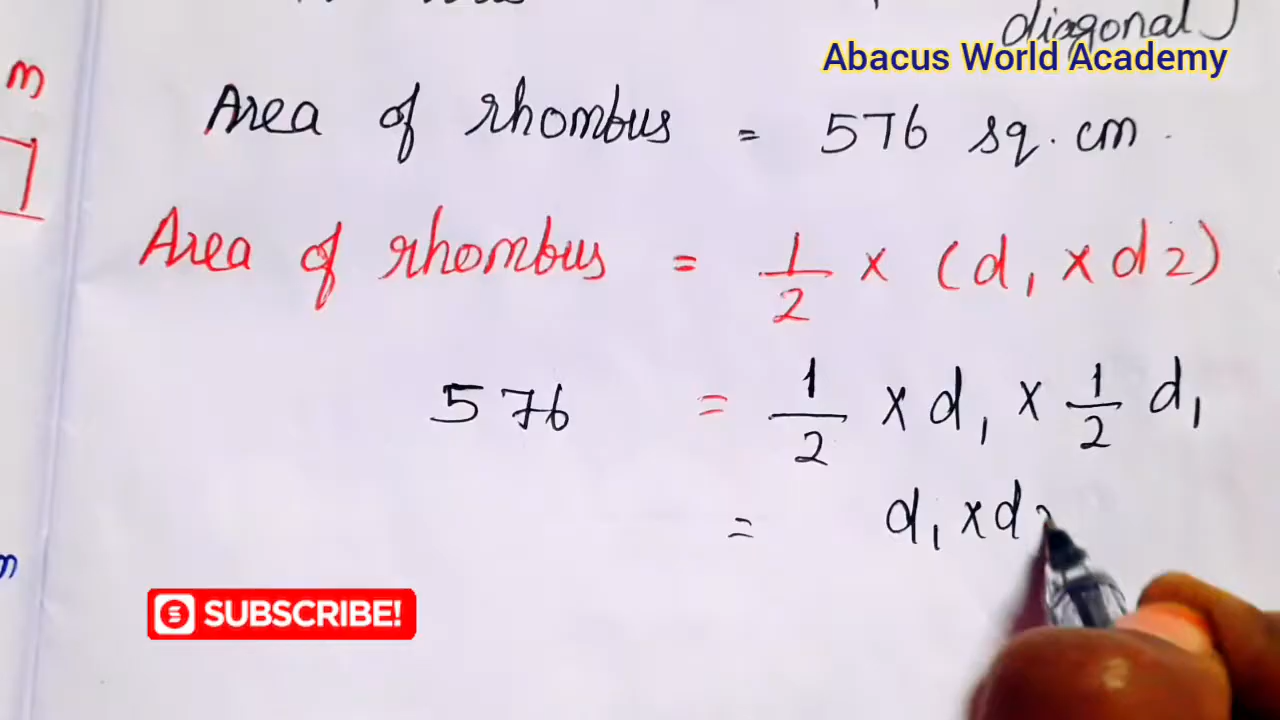 diagonal)
Abacus World Academy
m
Area of rhombus = 576 sq.cm.
Area of rhombus = 1/2 × (d1 × d2)
576 = 1/2 × d1 × 1/2 d1
= d1 × d
SUBSCRIBE!
m